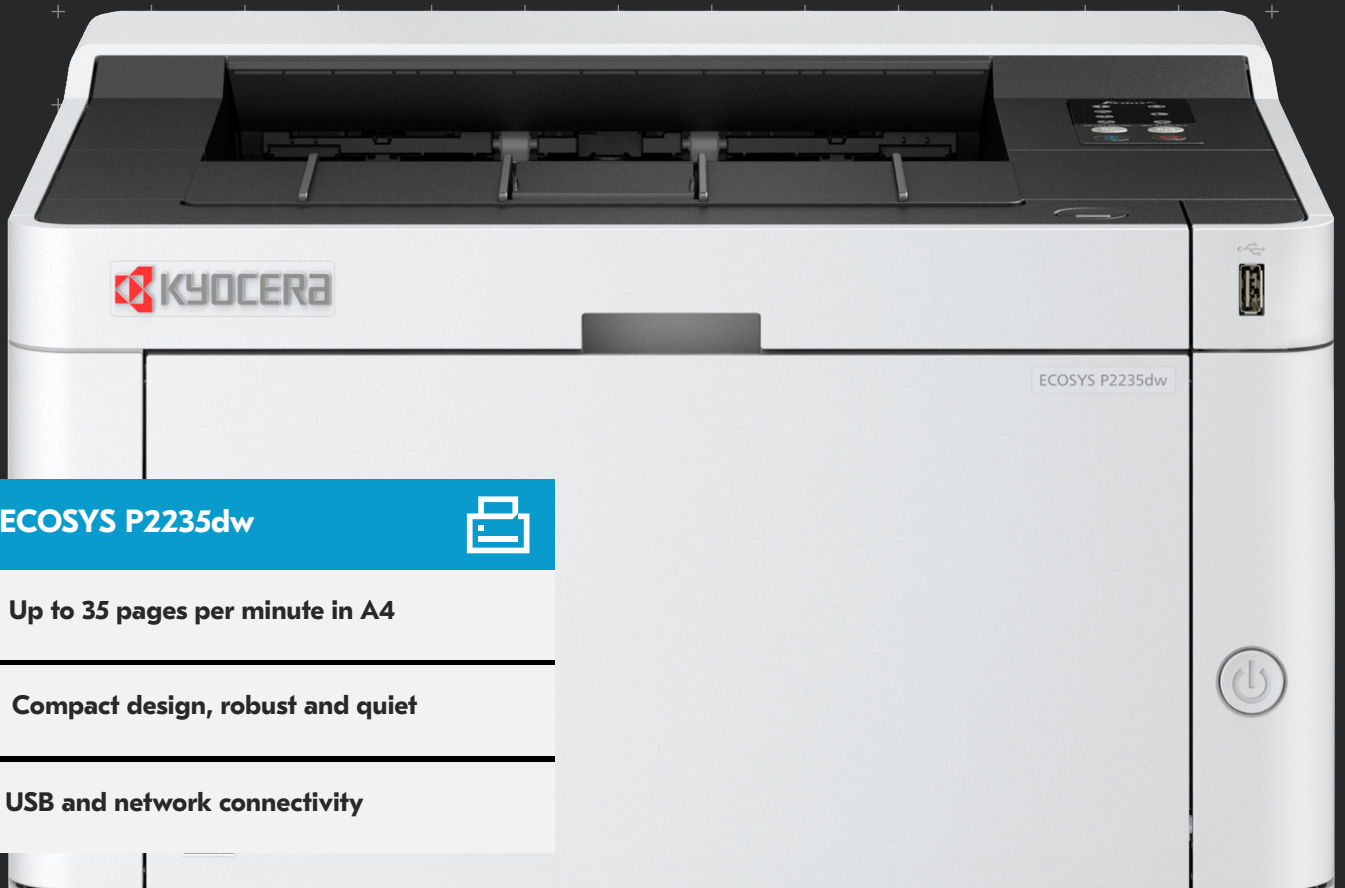 KYOCERA
ECOSYS P2235dw
ECOSYS P2235dw
Up to 35 pages per minute in A4
Compact design, robust and quiet
USB and network connectivity